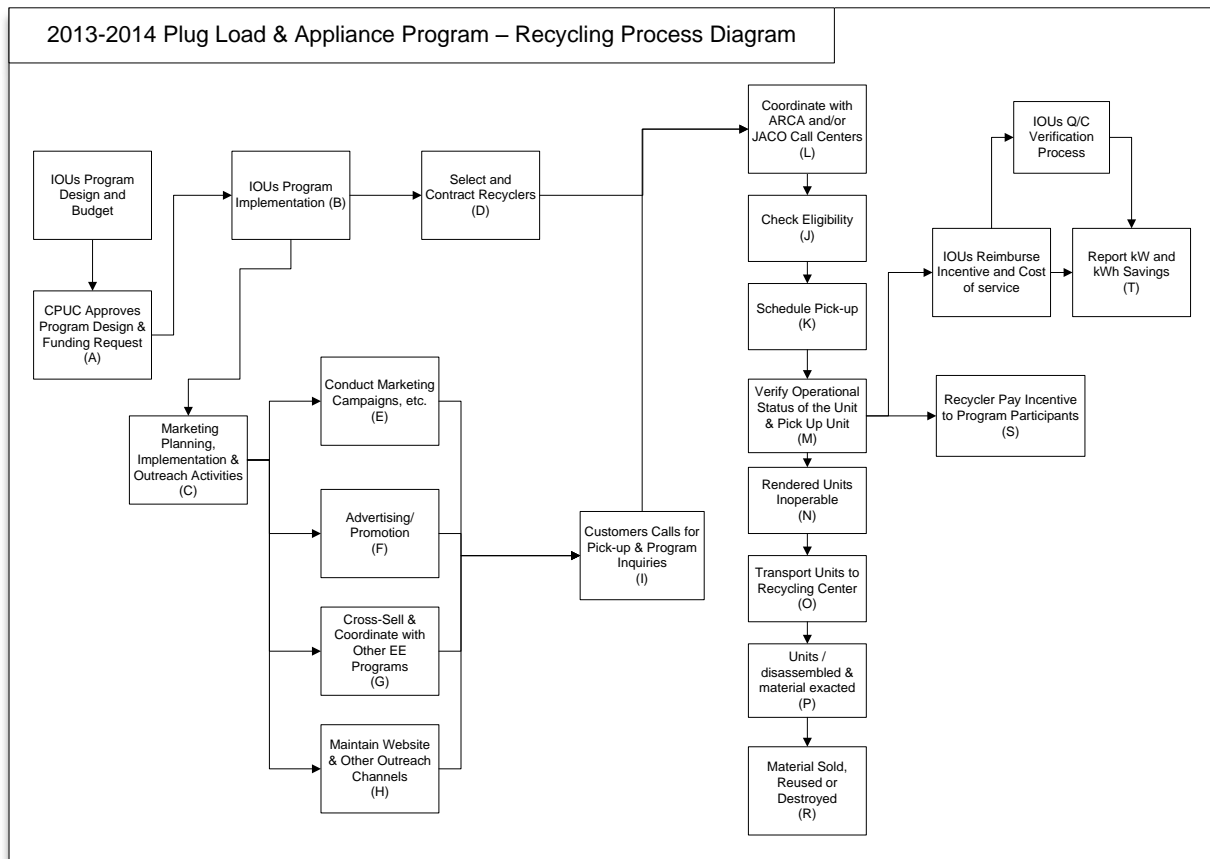 2013-2014 Plug Load & Appliance Program – Recycling Process Diagram
IOUs Program
Design and
Budget
CPUC Approves
Program Design &
Funding Request
(A)
IOUs Program
Implementation (B)
Select and
Contract Recyclers
(D)
Marketing
Planning,
Implementation &
Outreach Activities
(C)
Conduct Marketing
Campaigns, etc.
(E)
Advertising/
Promotion
(F)
Cross-Sell &
Coordinate with
Other EE
Programs
(G)
Maintain Website
& Other Outreach
Channels
(H)
Customers Calls for
Pick-up & Program
Inquiries
(I)
Coordinate with
ARCA and/or
JACO Call Centers
(L)
Check Eligibility
(J)
Schedule Pick-up
(K)
Verify Operational
Status of the Unit
& Pick Up Unit
(M)
Rendered Units
Inoperable
(N)
Transport Units to
Recycling Center
(O)
Units /
disassembled &
material exacted
(P)
Material Sold,
Reused or
Destroyed
(R)
IOUs Q/C
Verification
Process
IOUs Reimburse
Incentive and Cost
of service
Report kW and
kWh Savings
(T)
Recycler Pay Incentive
to Program Participants
(S)